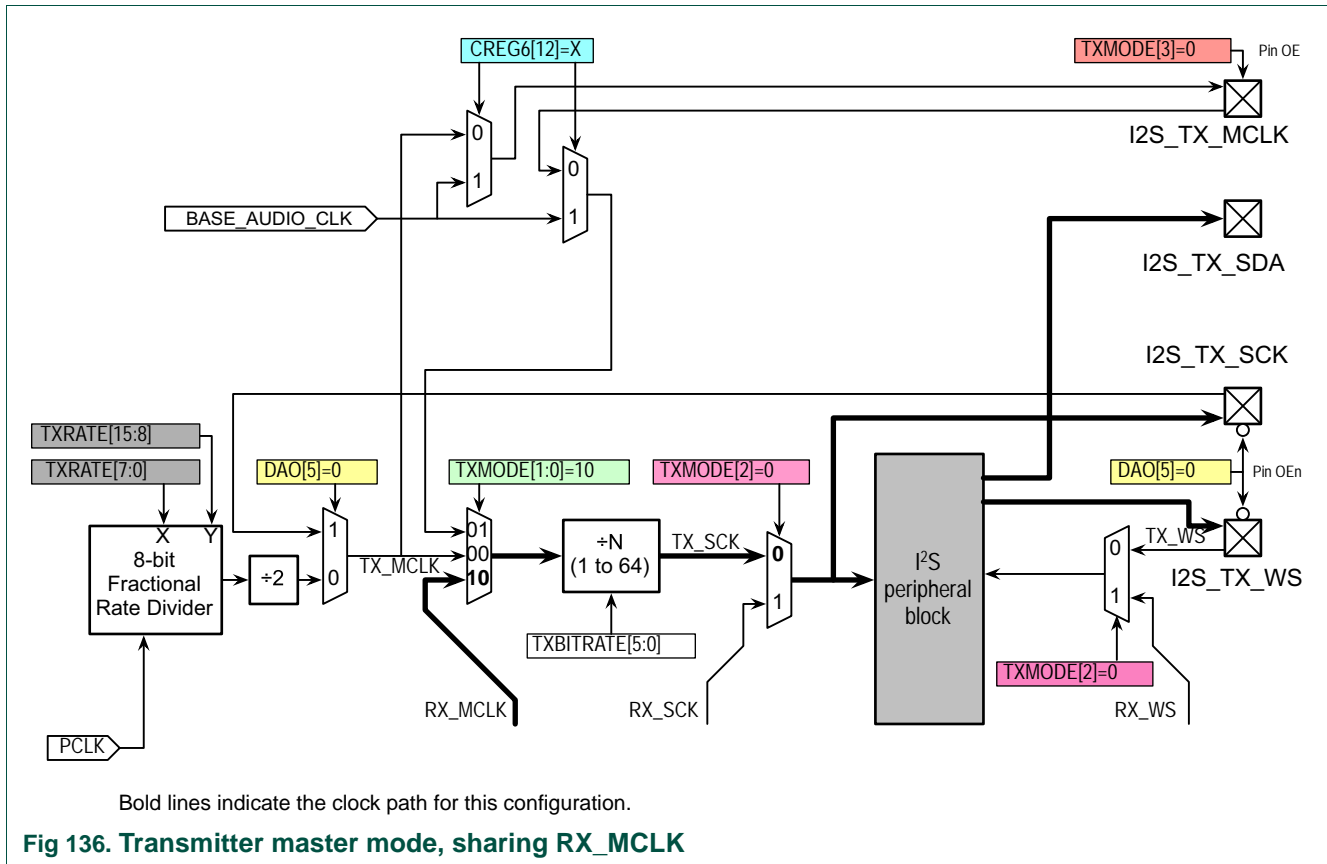 CREG6[12]=X
TXMODE[3]=0
Pin OE
0
1
0
1
I2S_TX_MCLK
BASE_AUDIO_CLK
I2S_TX_SDA
I2S_TX_SCK
TXRATE[15:8]
TXRATE[7:0]
DAO[5]=0
TXMODE[1:0]=10
TXMODE[2]=0
DAO[5]=0
Pin OEn
X Y
8-bit
Fractional
Rate Divider
÷2
1
0
TX_MCLK
01
00
10
÷N
(1 to 64)
TX_SCK
0
1
I²S
peripheral
block
0
1
TX_WS
I2S_TX_WS
TXBITRATE[5:0]
TXMODE[2]=0
RX_MCLK
RX_SCK
RX_WS
PCLK
Bold lines indicate the clock path for this configuration.
Fig 136. Transmitter master mode, sharing RX_MCLK